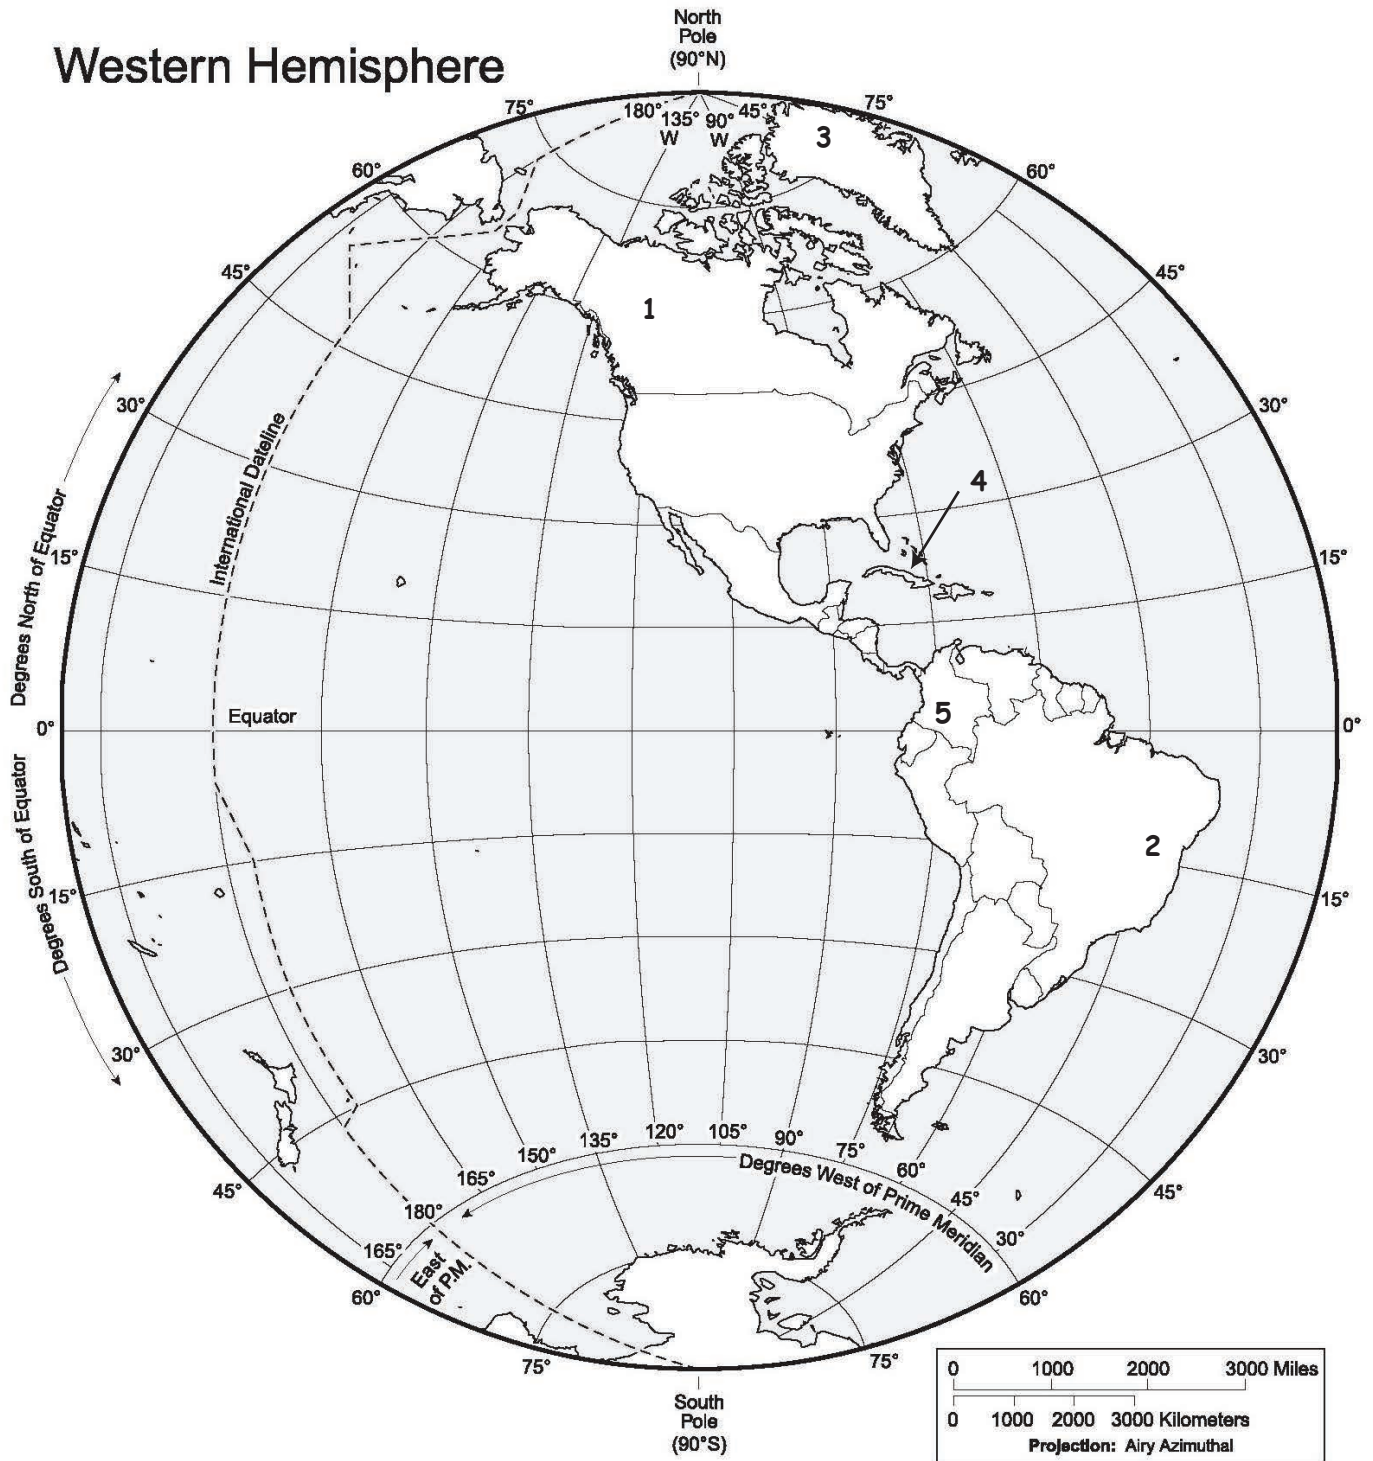 North
Pole
(90°N)
Western Hemisphere
75°
180°
135°
W
90°
W
45°
75°
3
60°
60°
45°
45°
1
30°
30°
International Dateline
4
Degrees North of Equator
15°
15°
Equator
5
0°
0°
Degrees South of Equator
2
15°
15°
30°
30°
165°
150°
135°
120°
105°
90°
75°
60°
45°
30°
Degrees West of Prime Meridian
45°
45°
180°
165°
East
of P.M.
60°
60°
75°
75°
South
Pole
(90°S)
0 1000 2000 3000 Miles
0 1000 2000 3000 Kilometers
Projection: Airy Azimuthal